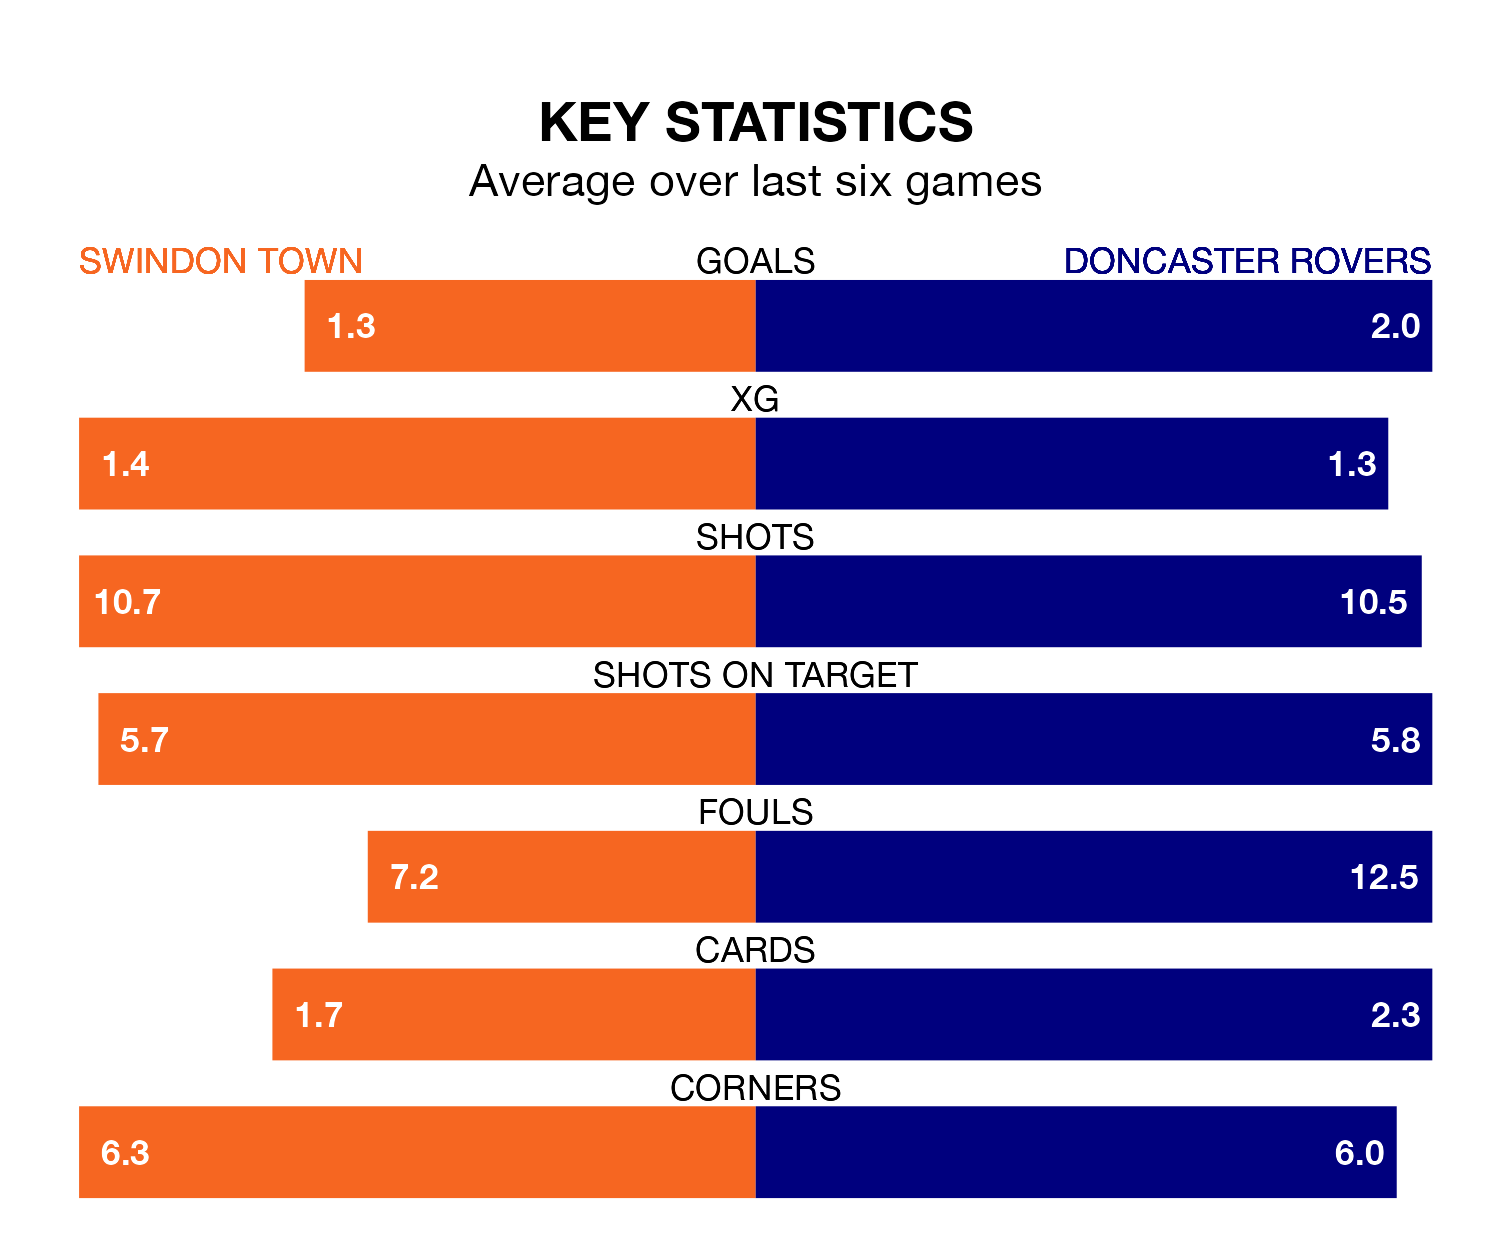 KEY STATISTICS
Average over last six games
SWINDON TOWN GOALS DONCASTER ROVERS
1.3 2.0
XG
1.4 1.3
SHOTS
10.7 10.5
SHOTS ON TARGET
5.7 5.8
FOULS
7.2 12.5
CARDS
1.7 2.3
CORNERS
6.3 6.0